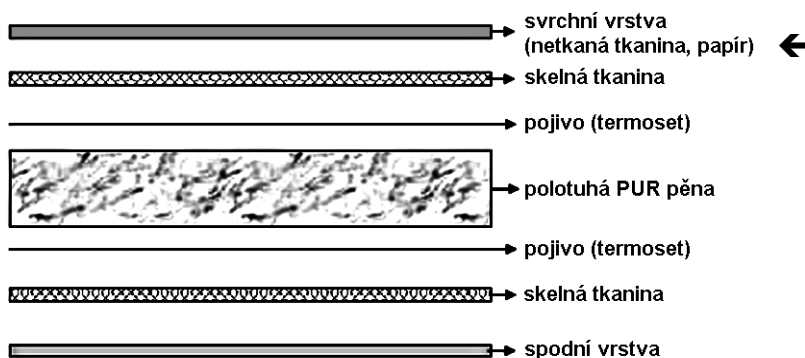 svrchní vrstva
(netkaná tkanina, papír)
skelná tkanina
pojivo (termoset)
polotuhá PUR pěna
pojivo (termoset)
skelná tkanina
spodní vrstva